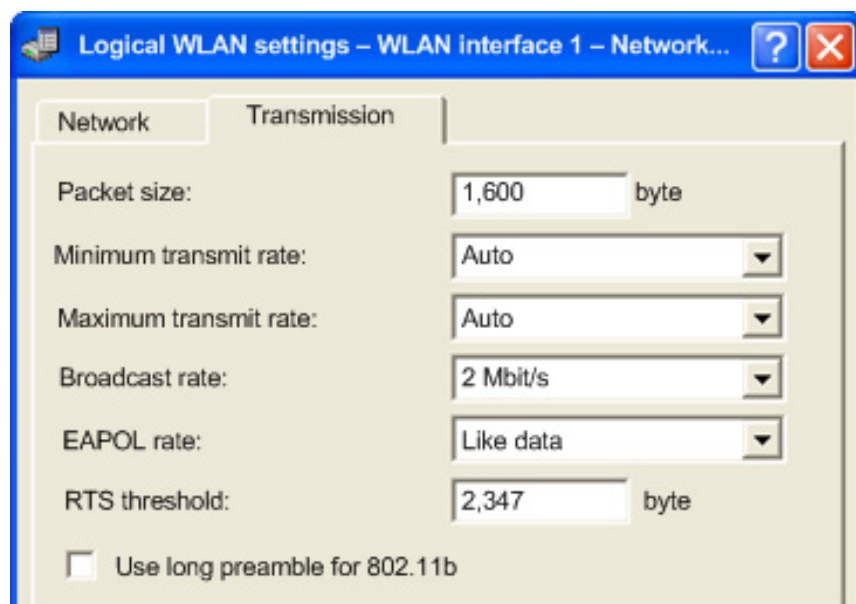 Logical WLAN settings – WLAN interface 1 – Network... ?
Network Transmission
Packet size: 1,600 byte
Minimum transmit rate: Auto
Maximum transmit rate: Auto
Broadcast rate: 2 Mbit/s
EAPOL rate: Like data
RTS threshold: 2,347 byte
Use long preamble for 802.11b